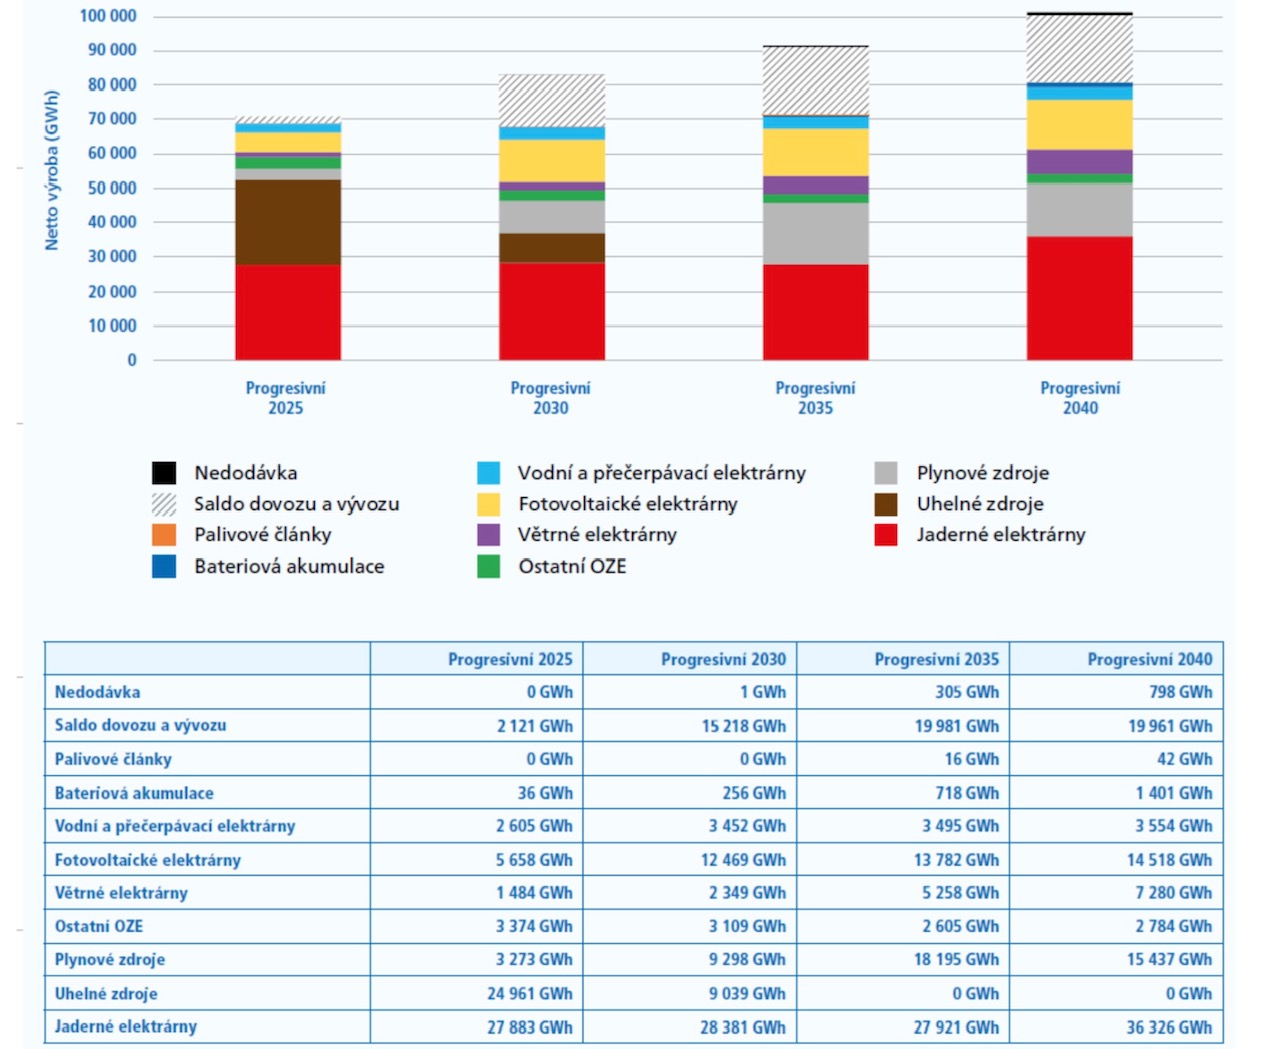 100 000
90 000
80 000
70 000
60 000
50 000
40 000
30 000
20 000
10 000
0
Netto výroba (GWh)
Progresivní 2025
Progresivní 2030
Progresivní 2035
Progresivní 2040
Nedodávka
Saldo dovozu a vývozu
Palivové články
Bateriová akumulace
Vodní a přečerpávací elektrárny
Fotovoltaické elektrárny
Větrné elektrárny
Ostatní OZE
Plynové zdroje
Uhelné zdroje
Jaderné elektrárny
Progresivní 2025 Progresivní 2030 Progresivní 2035 Progresivní 2040
Nedodávka 0 GWh 1 GWh 305 GWh 798 GWh
Saldo dovozu a vývozu 2 121 GWh 15 218 GWh 19 981 GWh 19 961 GWh
Palivové články 0 GWh 0 GWh 16 GWh 42 GWh
Bateriová akumulace 36 GWh 256 GWh 718 GWh 1 401 GWh
Vodní a přečerpávací elektrárny 2 605 GWh 3 452 GWh 3 495 GWh 3 554 GWh
Fotovoltaické elektrárny 5 658 GWh 12 469 GWh 13 782 GWh 14 518 GWh
Větrné elektrárny 1 484 GWh 2 349 GWh 5 258 GWh 7 280 GWh
Ostatní OZE 3 374 GWh 3 109 GWh 2 605 GWh 2 784 GWh
Plynové zdroje 3 273 GWh 9 298 GWh 18 195 GWh 15 437 GWh
Uhelné zdroje 24 961 GWh 9 039 GWh 0 GWh 0 GWh
Jaderné elektrárny 27 883 GWh 28 381 GWh 27 921 GWh 36 326 GWh